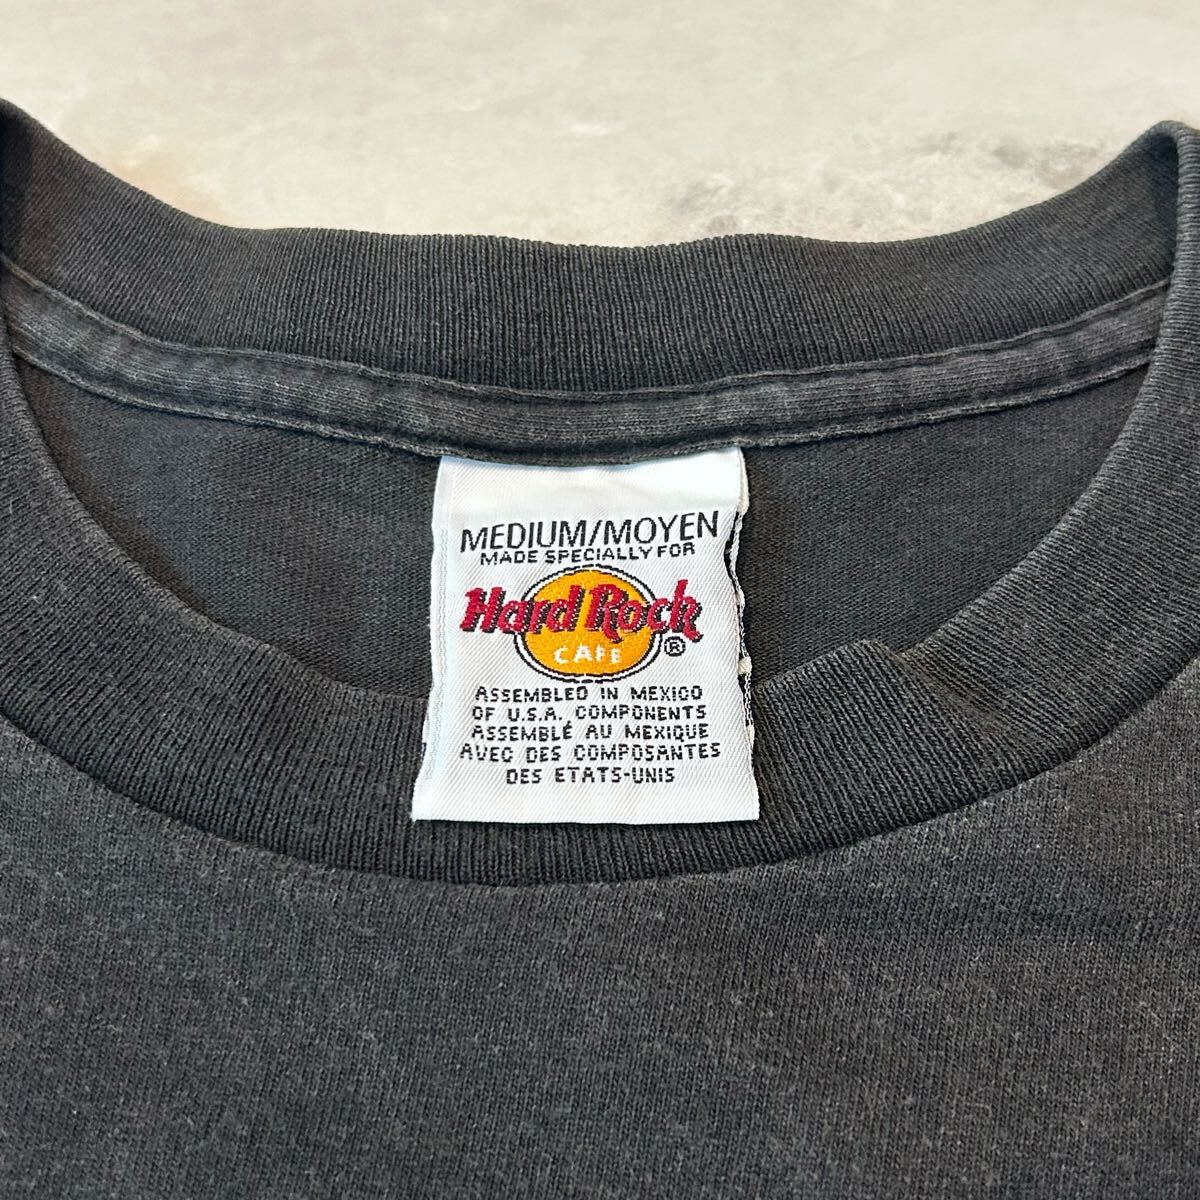 MEDIUM/MOYEN
MADE SPECIALLY FOR
Hard Rock
CAFE ®
ASSEMBLED IN MEXICO
OF U.S.A. COMPONENTS
ASSEMBLÉ AU MEXIQUE
AVEC DES COMPOSANTES
DES ETATS-UNIS